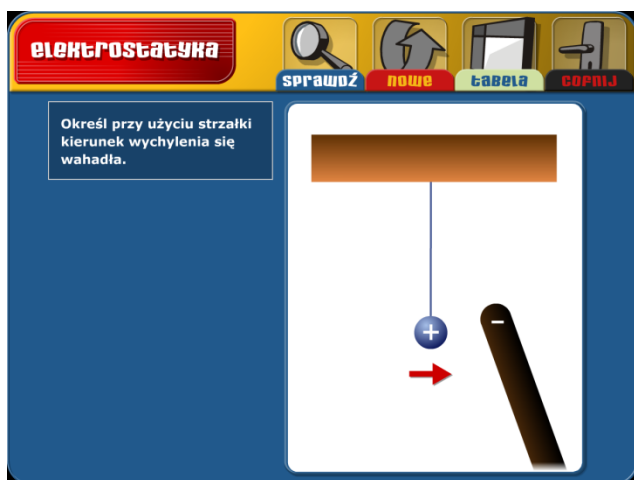 elektrostatyka
sprawdź nowe tabela cofnij
Określ przy użyciu strzałki
kierunek wychylenia się
wahadła.
+
-